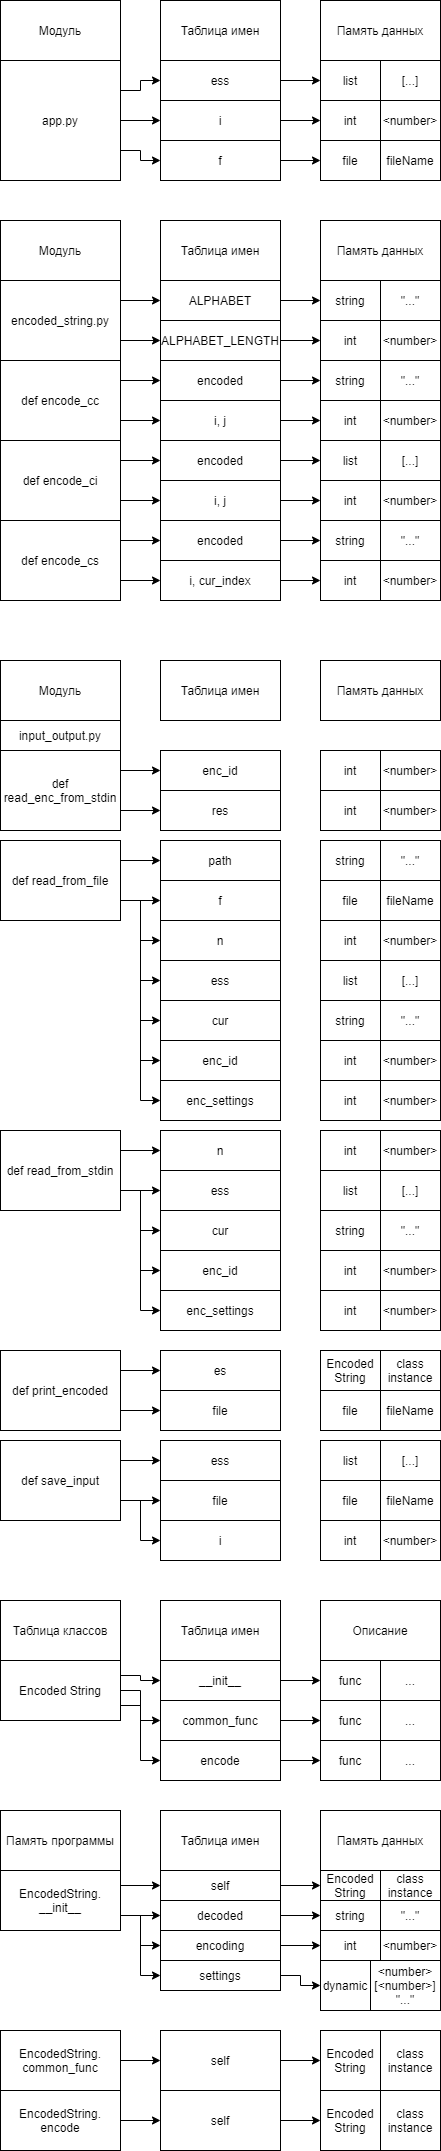 Модуль
Таблица имен
Память данных
app.py
ess
list
[...]
i
int
<number>
f
file
fileName
Модуль
Таблица имен
Память данных
encoded_string.py
ALPHABET
string
"..."
ALPHABET_LENGTH
int
<number>
def encode_cc
encoded
string
"..."
i, j
int
<number>
def encode_ci
encoded
list
[...]
i, j
int
<number>
def encode_cs
encoded
string
"..."
i, cur_index
int
<number>
Модуль
Таблица имен
Память данных
input_output.py
def
read_enc_from_stdin
enc_id
int
<number>
res
int
<number>
def read_from_file
path
string
"..."
f
file
fileName
n
int
<number>
ess
list
[...]
cur
string
"..."
enc_id
int
<number>
enc_settings
int
<number>
def read_from_stdin
n
int
<number>
ess
list
[...]
cur
string
"..."
enc_id
int
<number>
enc_settings
int
<number>
def print_encoded
es
Encoded
String
class
instance
file
file
fileName
def save_input
ess
list
[...]
file
file
fileName
i
int
<number>
Таблица классов
Таблица имен
Описание
Encoded String
__init__
func
...
common_func
func
...
encode
func
...
Память программы
Таблица имен
Память данных
EncodedString.
__init__
self
Encoded
String
class
instance
decoded
string
"..."
encoding
int
<number>
settings
dynamic
<number>
[<number>]
"..."
EncodedString.
common_func
self
Encoded
String
class
instance
EncodedString.
encode
self
Encoded
String
class
instance